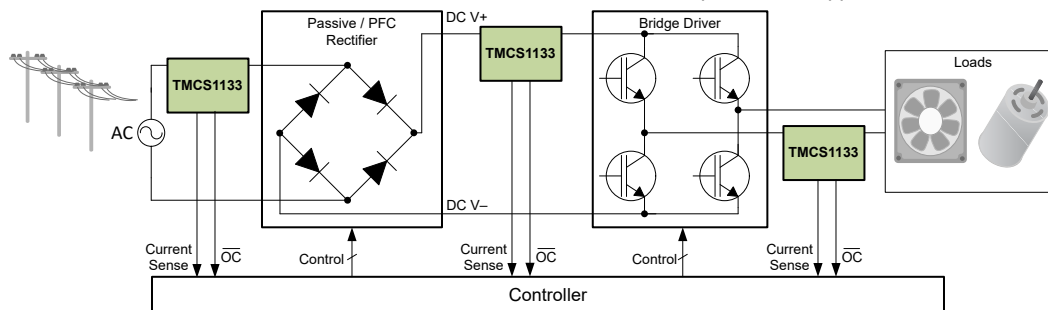 Passive / PFC
Rectifier
DC V+
Bridge Driver
Loads
TMCS1133
TMCS1133
TMCS1133
AC
DC V–
Current
Sense
OC
Control
Current
Sense
OC
Control
Current
Sense
OC
Controller